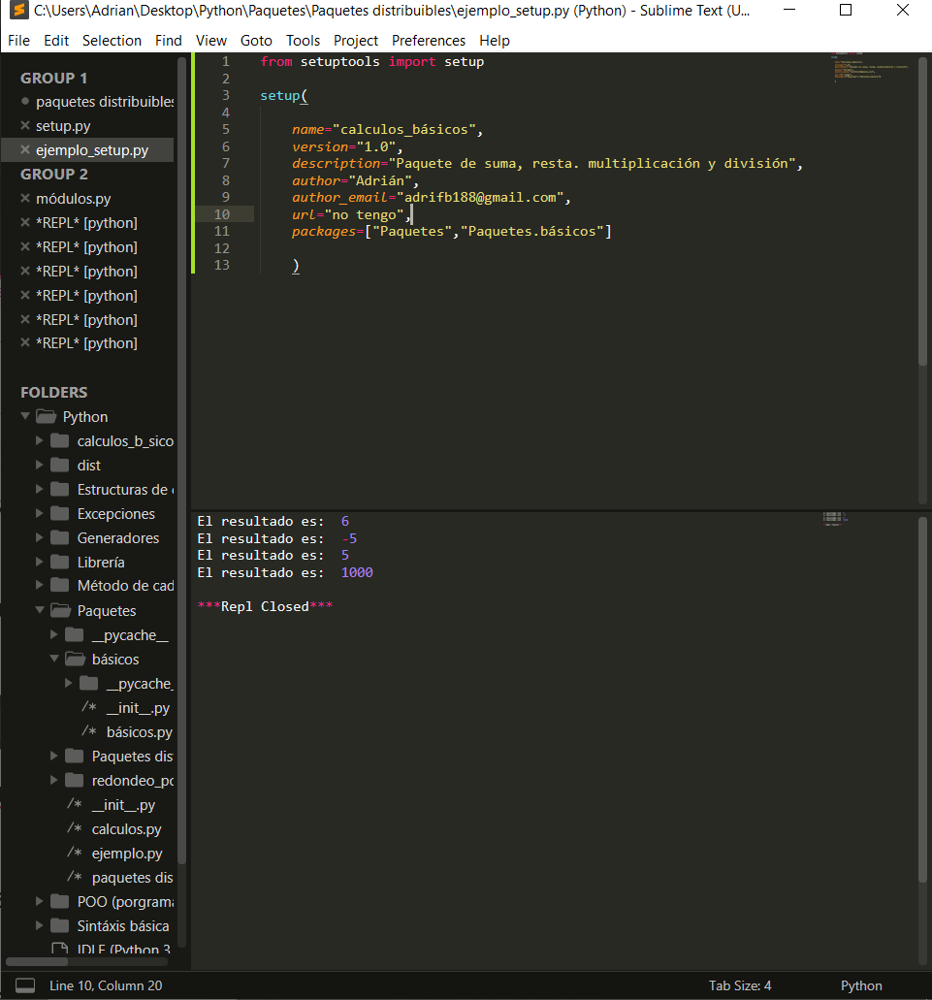 C:\Users\Adrian\Desktop\Python\Paquetes\Paquetes distribuibles\ejemplo_setup.py (Python) - Sublime Text (U...
File Edit Selection Find View Goto Tools Project Preferences Help
GROUP 1
paquetes distribuibles
setup.py
ejemplo_setup.py
GROUP 2
módulos.py
*REPL* [python]
*REPL* [python]
*REPL* [python]
*REPL* [python]
*REPL* [python]
*REPL* [python]
FOLDERS
Python
calculos_b_sico
dist
Estructuras de
Excepciones
Generadores
Librería
Método de cad
Paquetes
__pycache__
básicos
__pycache_
__init__.py
básicos.py
Paquetes dis
redondeo_po
__init__.py
calculos.py
ejemplo.py
paquetes dis
POO (porgrama
Sintáxis básica
IDLE (Python 3
1 from setuptools import setup
2
3 setup(
4
5 name="calculos_básicos",
6 version="1.0",
7 description="Paquete de suma, resta. multiplicación y división",
8 author="Adrián",
9 author_email="adrifb188@gmail.com",
10 url="no tengo",
11 packages=["Paquetes","Paquetes.básicos"]
12
13 )
El resultado es: 6
El resultado es: -5
El resultado es: 5
El resultado es: 1000
***Repl Closed***
Line 10, Column 20 Tab Size: 4 Python